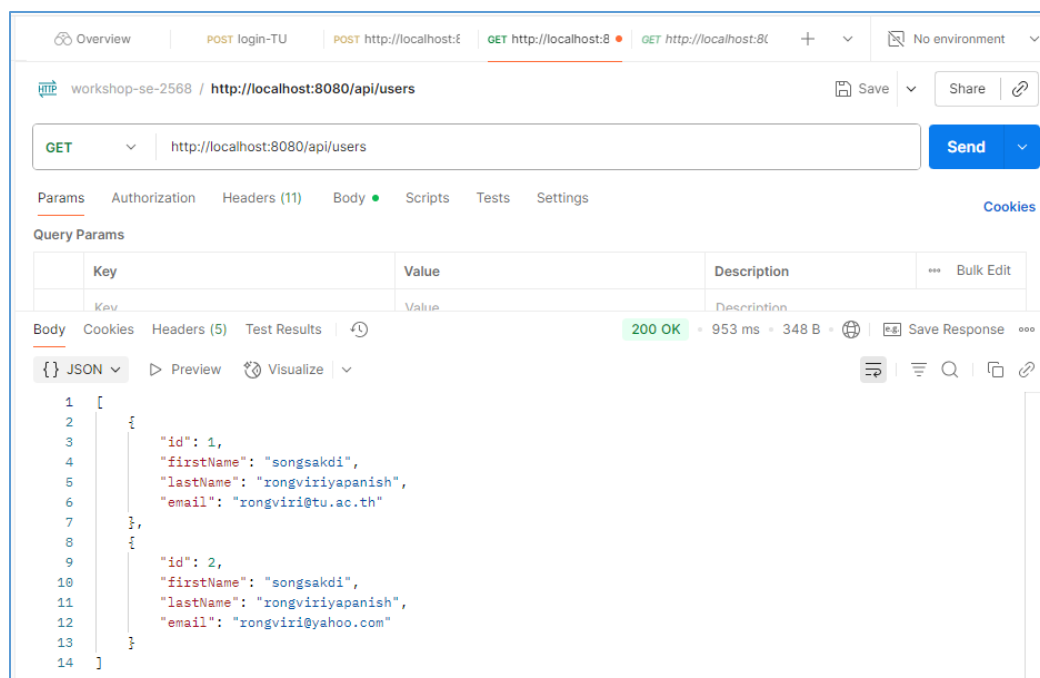 Overview POST login-TU POST http://localhost:8 GET http://localhost:8 GET http://localhost:80 No environment
HTTP workshop-se-2568 / http://localhost:8080/api/users Save Share
GET http://localhost:8080/api/users Send
Params Authorization Headers (11) Body Scripts Tests Settings Cookies
Query Params
Key Value Description Bulk Edit
Key Value Description
Body Cookies Headers (5) Test Results 200 OK 953 ms 348 B e.g. Save Response
{} JSON Preview Visualize
1 [
2 {
3 "id": 1,
4 "firstName": "songsakdi",
5 "lastName": "rongviriyapanish",
6 "email": "rongviri@tu.ac.th"
7 },
8 {
9 "id": 2,
10 "firstName": "songsakdi",
11 "lastName": "rongviriyapanish",
12 "email": "rongviri@yahoo.com"
13 }
14 ]